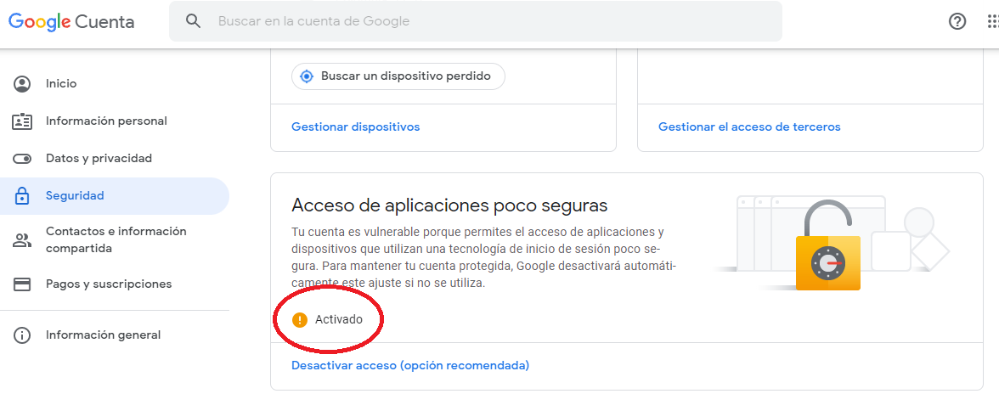 Google Cuenta
Buscar en la cuenta de Google
Inicio
Información personal
Datos y privacidad
Seguridad
Contactos e información
compartida
Pagos y suscripciones
Información general
Buscar un dispositivo perdido
Gestionar dispositivos
Gestionar el acceso de terceros
Acceso de aplicaciones poco seguras
Tu cuenta es vulnerable porque permites el acceso de aplicaciones y
dispositivos que utilizan una tecnología de inicio de sesión poco se-
gura. Para mantener tu cuenta protegida, Google desactivará automáti-
camente este ajuste si no se utiliza.
Activado
Desactivar acceso (opción recomendada)